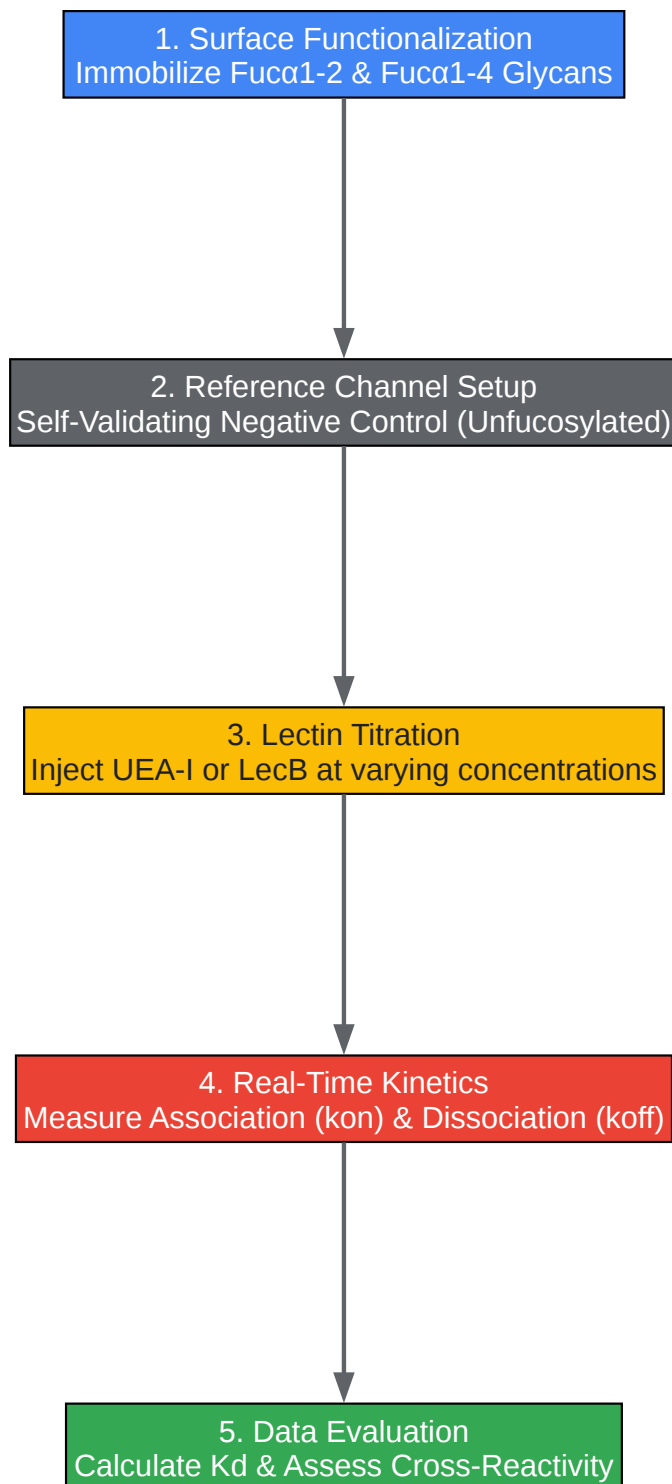 1. Surface Functionalization
Immobilize Fucα1-2 & Fucα1-4 Glycans
2. Reference Channel Setup
Self-Validating Negative Control (Unfucosylated)
3. Lectin Titration
Inject UEA-I or LecB at varying concentrations
4. Real-Time Kinetics
Measure Association (kon) & Dissociation (koff)
5. Data Evaluation
Calculate Kd & Assess Cross-Reactivity